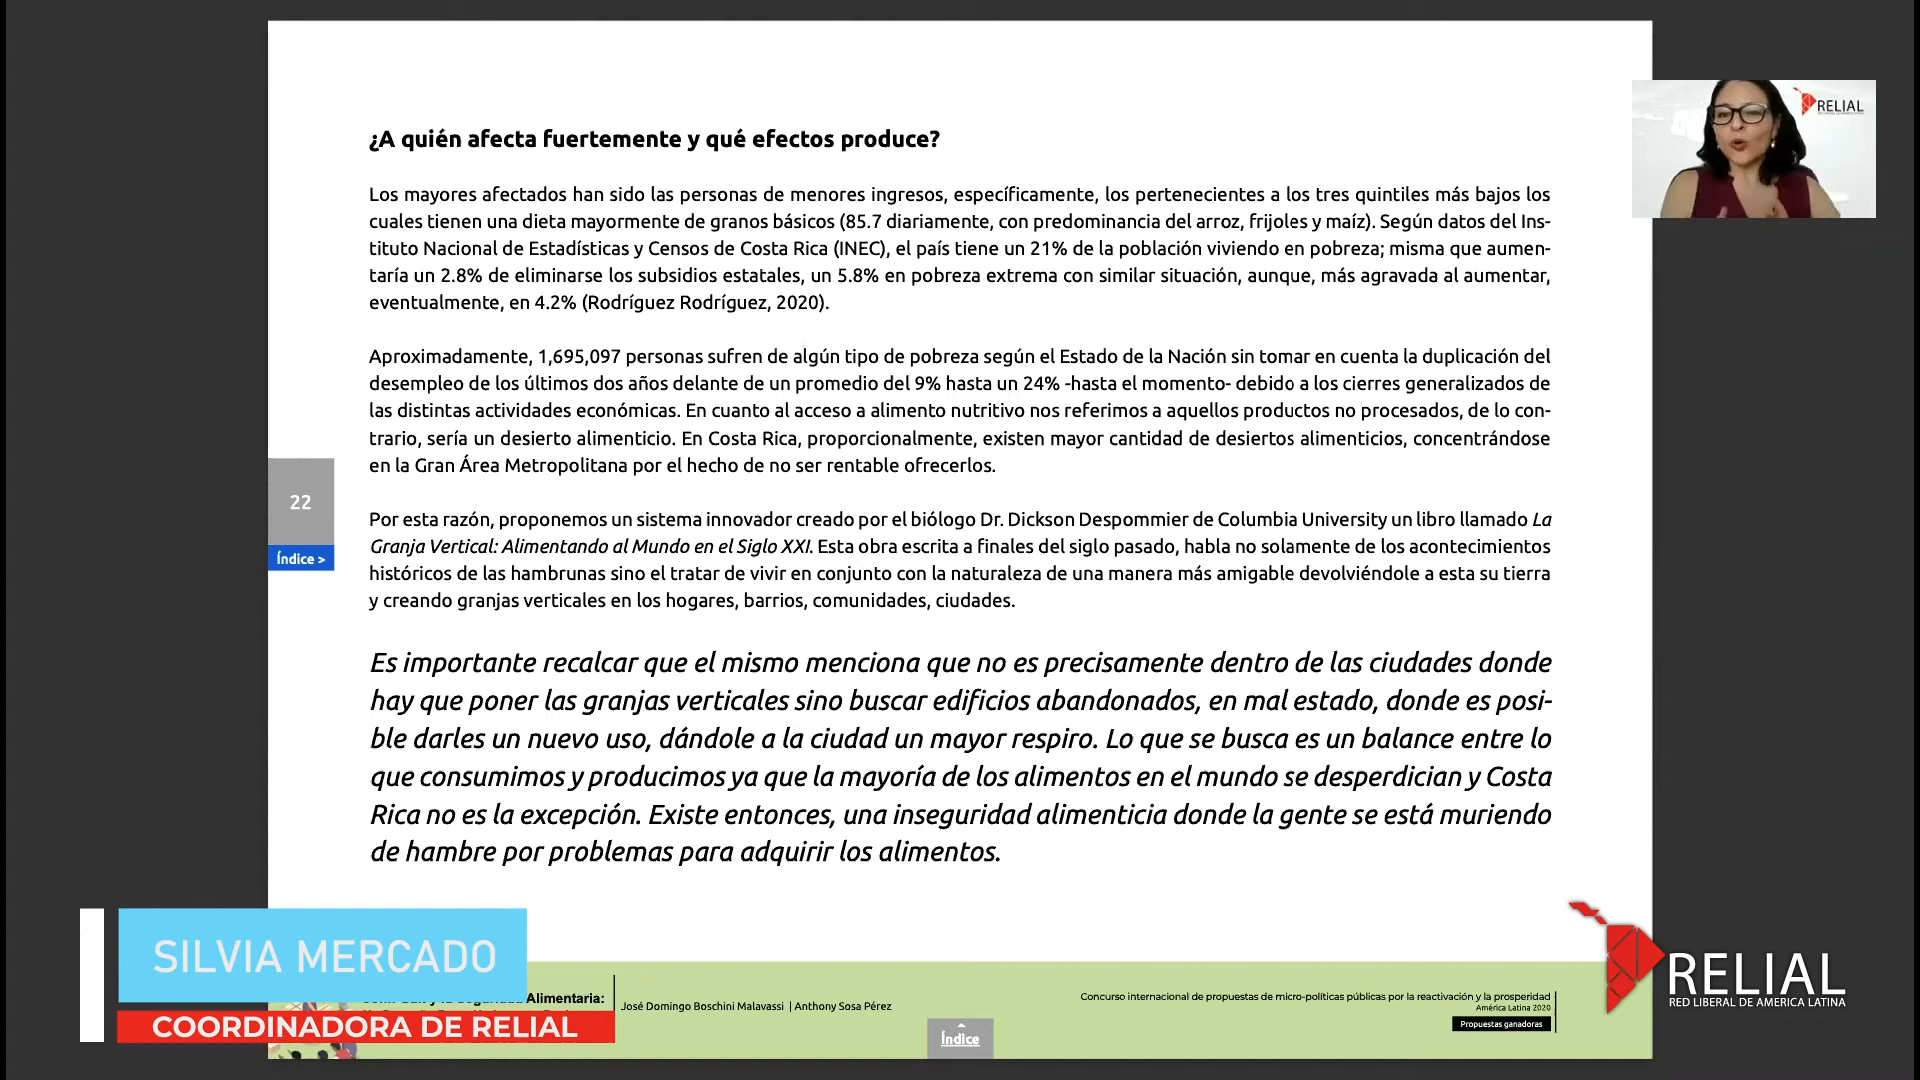 ¿A quién afecta fuertemente y qué efectos produce?
Los mayores afectados han sido las personas de menores ingresos, específicamente, los pertenecientes a los tres quintiles más bajos los
cuales tienen una dieta mayormente de granos básicos (85.7 diariamente, con predominancia del arroz, frijoles y maíz). Según datos del Ins-
tituto Nacional de Estadísticas y Censos de Costa Rica (INEC), el país tiene un 21% de la población viviendo en pobreza; misma que aumen-
taría un 2.8% de eliminarse los subsidios estatales, un 5.8% en pobreza extrema con similar situación, aunque, más agravada al aumentar,
eventualmente, en 4.2% (Rodríguez Rodríguez, 2020).
Aproximadamente, 1,695,097 personas sufren de algún tipo de pobreza según el Estado de la Nación sin tomar en cuenta la duplicación del
desempleo de los últimos dos años delante de un promedio del 9% hasta un 24% -hasta el momento- debido a los cierres generalizados de
las distintas actividades económicas. En cuanto al acceso a alimento nutritivo nos referimos a aquellos productos no procesados, de lo con-
trario, sería un desierto alimenticio. En Costa Rica, proporcionalmente, existen mayor cantidad de desiertos alimenticios, concentrándose
en la Gran Área Metropolitana por el hecho de no ser rentable ofrecerlos.
Por esta razón, proponemos un sistema innovador creado por el biólogo Dr. Dickson Despommier de Columbia University un libro llamado La
Granja Vertical: Alimentando al Mundo en el Siglo XXI. Esta obra escrita a finales del siglo pasado, habla no solamente de los acontecimientos
históricos de las hambrunas sino el tratar de vivir en conjunto con la naturaleza de una manera más amigable devolviéndole a esta su tierra
y creando granjas verticales en los hogares, barrios, comunidades, ciudades.
Es importante recalcar que el mismo menciona que no es precisamente dentro de las ciudades donde
hay que poner las granjas verticales sino buscar edificios abandonados, en mal estado, donde es posi-
ble darles un nuevo uso, dándole a la ciudad un mayor respiro. Lo que se busca es un balance entre lo
que consumimos y producimos ya que la mayoría de los alimentos en el mundo se desperdician y Costa
Rica no es la excepción. Existe entonces, una inseguridad alimenticia donde la gente se está muriendo
de hambre por problemas para adquirir los alimentos.
22
Índice >
RELIAL
SILVIA MERCADO
COORDINADORA DE RELIAL
Alimentaria:
José Domingo Boschini Malavassi | Anthony Sosa Pérez
Índice
Concurso internacional de propuestas de micro-políticas públicas por la reactivación y la prosperidad
América Latina 2020
Propuestas ganadoras
RELIAL
RED LIBERAL DE AMERICA LATINA